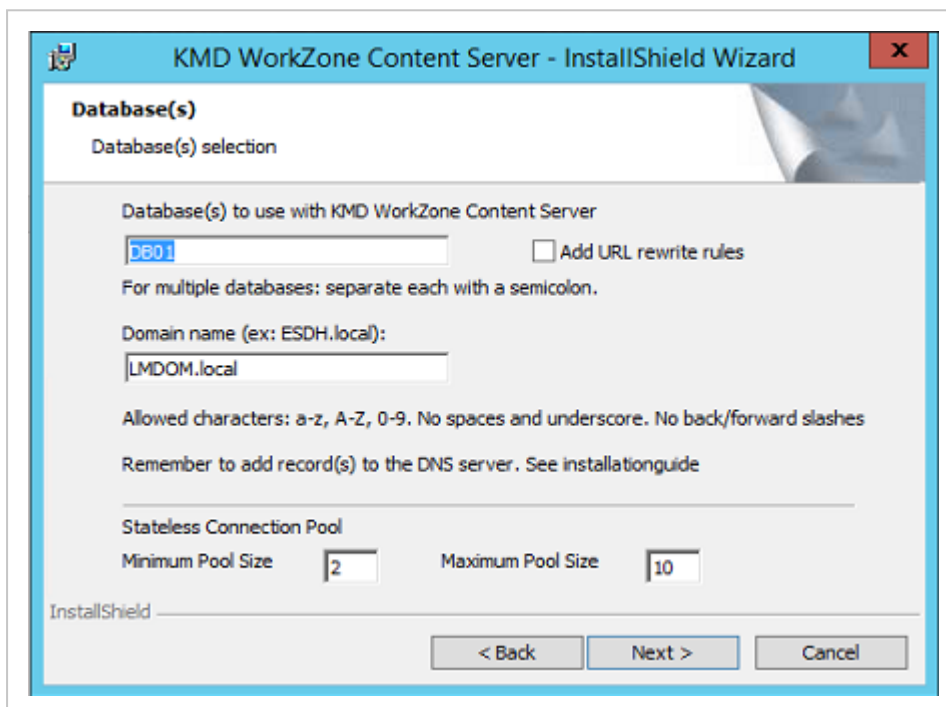 KMD WorkZone Content Server - InstallShield Wizard
x
Database(s)
Database(s) selection
Database(s) to use with KMD WorkZone Content Server
DB01
Add URL rewrite rules
For multiple databases: separate each with a semicolon.
Domain name (ex: ESDH.local):
LMDOM.local
Allowed characters: a-z, A-Z, 0-9. No spaces and underscore. No back/forward slashes
Remember to add record(s) to the DNS server. See installationguide
Stateless Connection Pool
Minimum Pool Size 2 Maximum Pool Size 10
InstallShield
< Back Next > Cancel